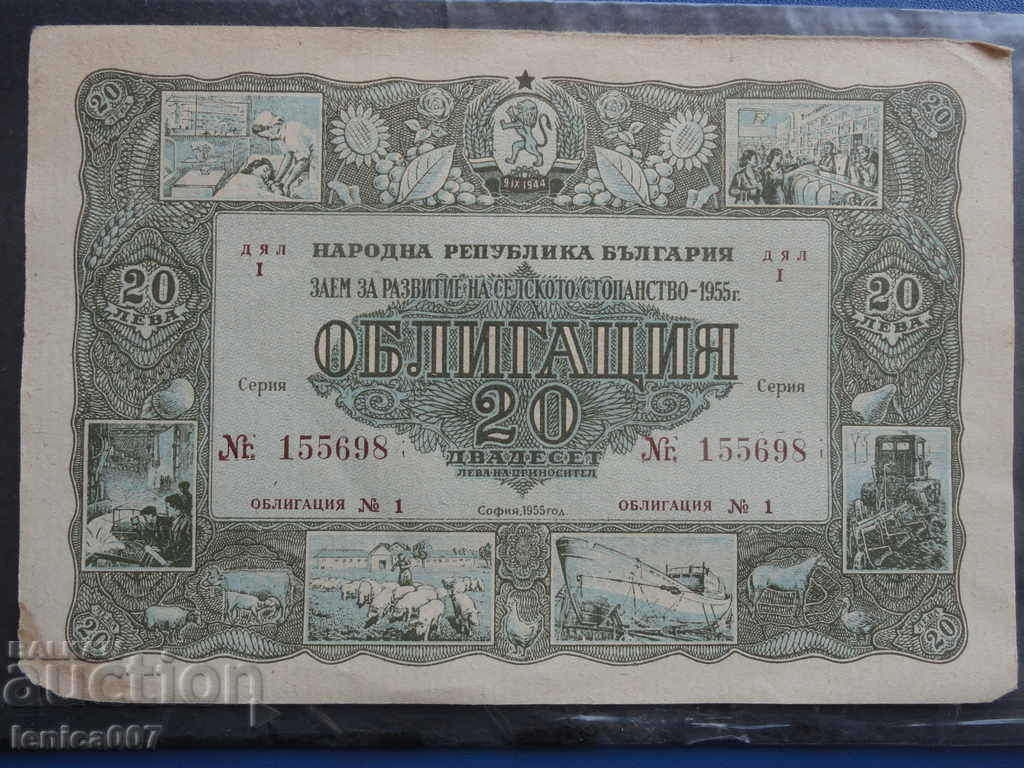 20
20
9 IX 1944
ДЯЛ I
НАРОДНА РЕПУБЛИКА БЪЛГАРИЯ
ДЯЛ I
ЗАЕМ ЗА РАЗВИТИЕ НА СЕЛСКОТО СТОПАНСТВО-1955г.
20 ЛЕВА
ОБЛИГАЦИЯ
20 ЛЕВА
Серия
20
Серия
№ 155698
№ 155698
ДВАДЕСЕТ
ЛЕВА НА ПРИНОСИТЕЛ
ОБЛИГАЦИЯ № 1
София, 1955 год.
ОБЛИГАЦИЯ № 1
20
20
BALKAN
auction
lenica007